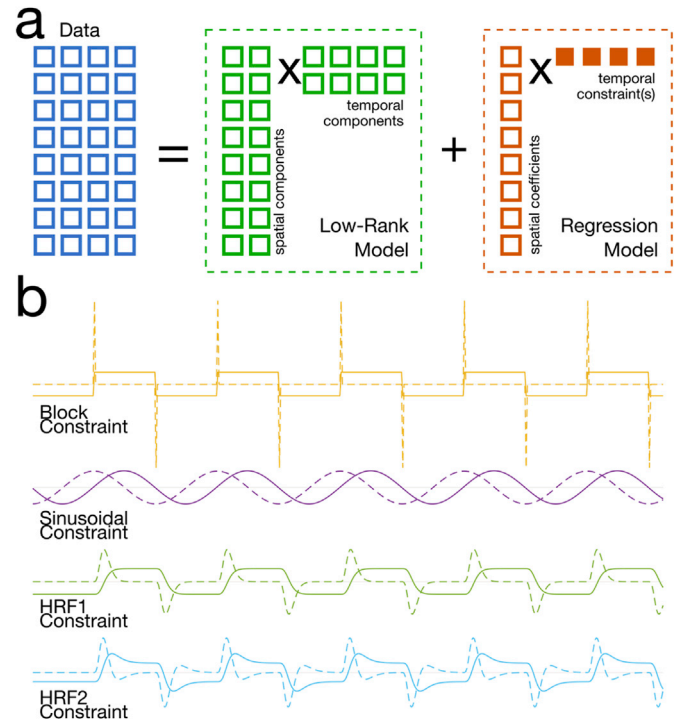 a
Data
=
X
temporal
components
spatial components
Low-Rank
Model
+
X
temporal
constraint(s)
spatial coefficients
Regression
Model
b
Block
Constraint
Sinusoidal
Constraint
HRF1
Constraint
HRF2
Constraint